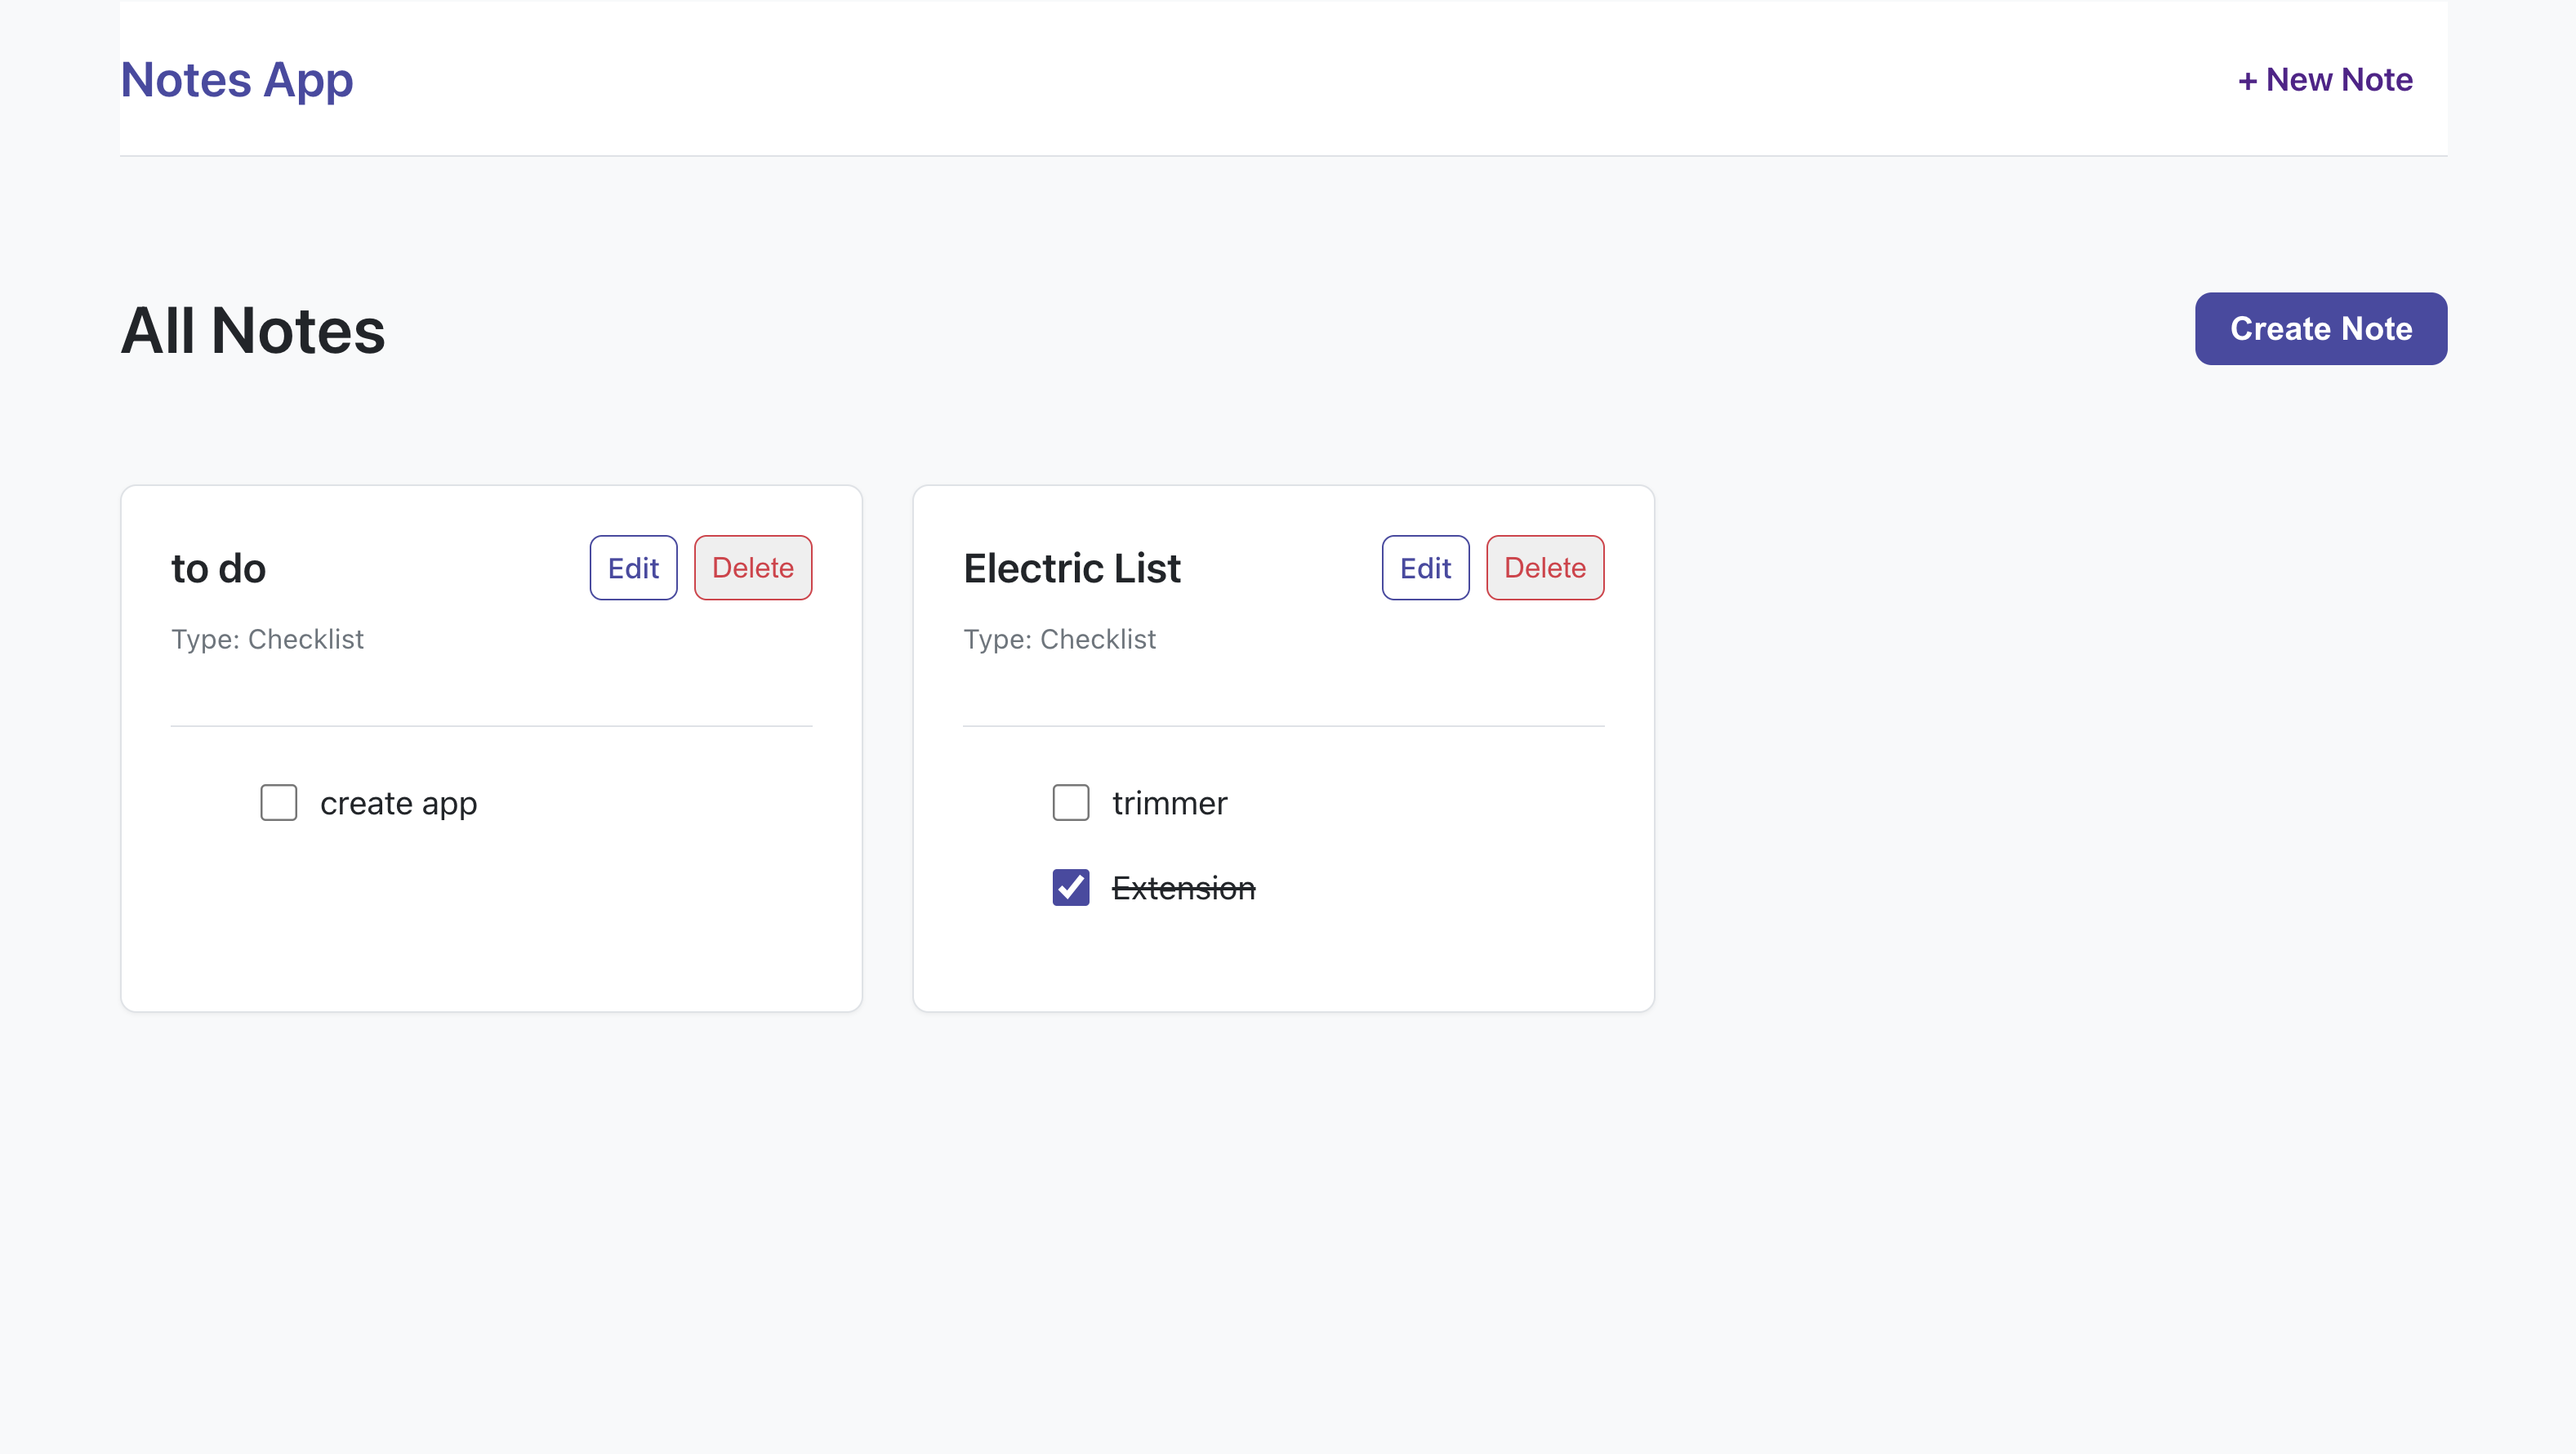 Notes App
+ New Note
All Notes
Create Note
to do
Edit
Delete
Type: Checklist
create app
Electric List
Edit
Delete
Type: Checklist
trimmer
Extension